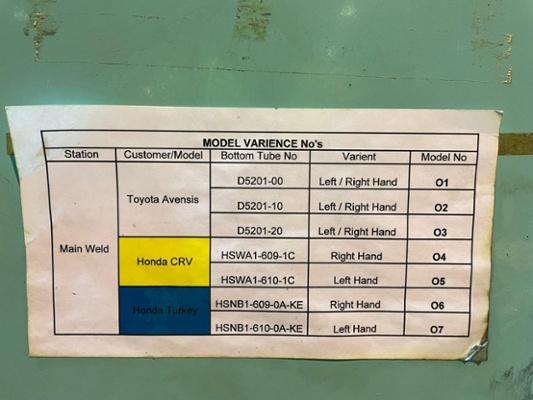 MODEL VARIENCE No's
Station Customer/Model Bottom Tube No Varient Model No
Main Weld Toyota Avensis D5201-00 Left / Right Hand O1
D5201-10 Left / Right Hand O2
D5201-20 Left / Right Hand O3
Honda CRV HSWA1-609-1C Right Hand O4
HSWA1-610-1C Left Hand O5
Honda Turkey HSNB1-609-0A-KE Right Hand O6
HSNB1-610-0A-KE Left Hand O7